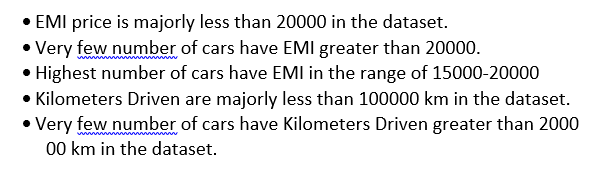 • EMI price is majorly less than 20000 in the dataset.
• Very few number of cars have EMI greater than 20000.
• Highest number of cars have EMI in the range of 15000-20000
• Kilometers Driven are majorly less than 100000 km in the dataset.
• Very few number of cars have Kilometers Driven greater than 2000
00 km in the dataset.